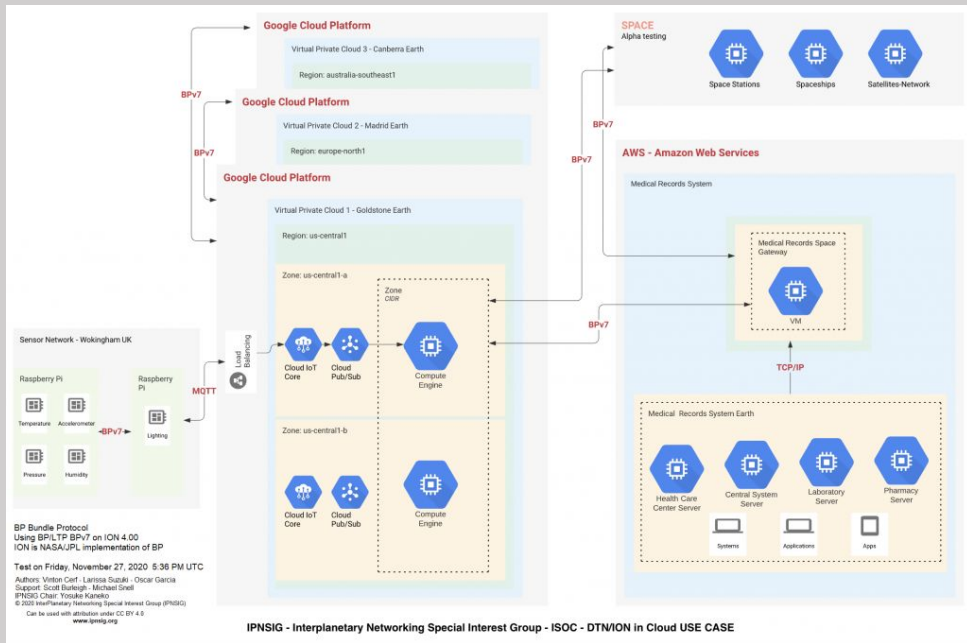 Google Cloud Platform
Virtual Private Cloud 3 - Canberra Earth
Region: australia-southeast1
BPv7
Google Cloud Platform
Virtual Private Cloud 2 - Madrid Earth
Region: europe-north1
BPv7
Google Cloud Platform
Virtual Private Cloud 1 - Goldstone Earth
Region: us-central1
Zone: us-central1-a
Zone
CIDR
Load
Balancing
Cloud IoT
Core
Cloud
Pub/Sub
Compute
Engine
Zone: us-central1-b
Cloud IoT
Core
Cloud
Pub/Sub
Compute
Engine
SPACE
Alpha testing
Space Stations
Spaceships
Satellites-Network
BPv7
BPv7
BPv7
AWS - Amazon Web Services
Medical Records System
Medical Records Space
Gateway
VM
TCP/IP
Medical Records System Earth
Health Care
Center Server
Central System
Server
Laboratory
Server
Pharmacy
Server
Systems
Applications
Apps
Sensor Network - Wokingham UK
Raspberry Pi
Temperature
Accelerometer
Pressure
Humidity
BPv7
Raspberry
Pi
Lighting
MQTT
BP Bundle Protocol
Using BP/LTP BPv7 on ION 4.00
ION is NASA/JPL implementation of BP
Test on Friday, November 27, 2020 5:36 PM UTC
Authors: Vinton Cerf - Larissa Suzuki - Oscar Garcia
Support: Scott Burleigh - Michael Snell
IPNSIG Chair: Yosuke Kaneko
© 2020 InterPlanetary Networking Special Interest Group (IPNSIG)
Can be used with attribution under CC BY 4.0
www.ipnsig.org
IPNSIG - Interplanetary Networking Special Interest Group - ISOC - DTN/ION in Cloud USE CASE